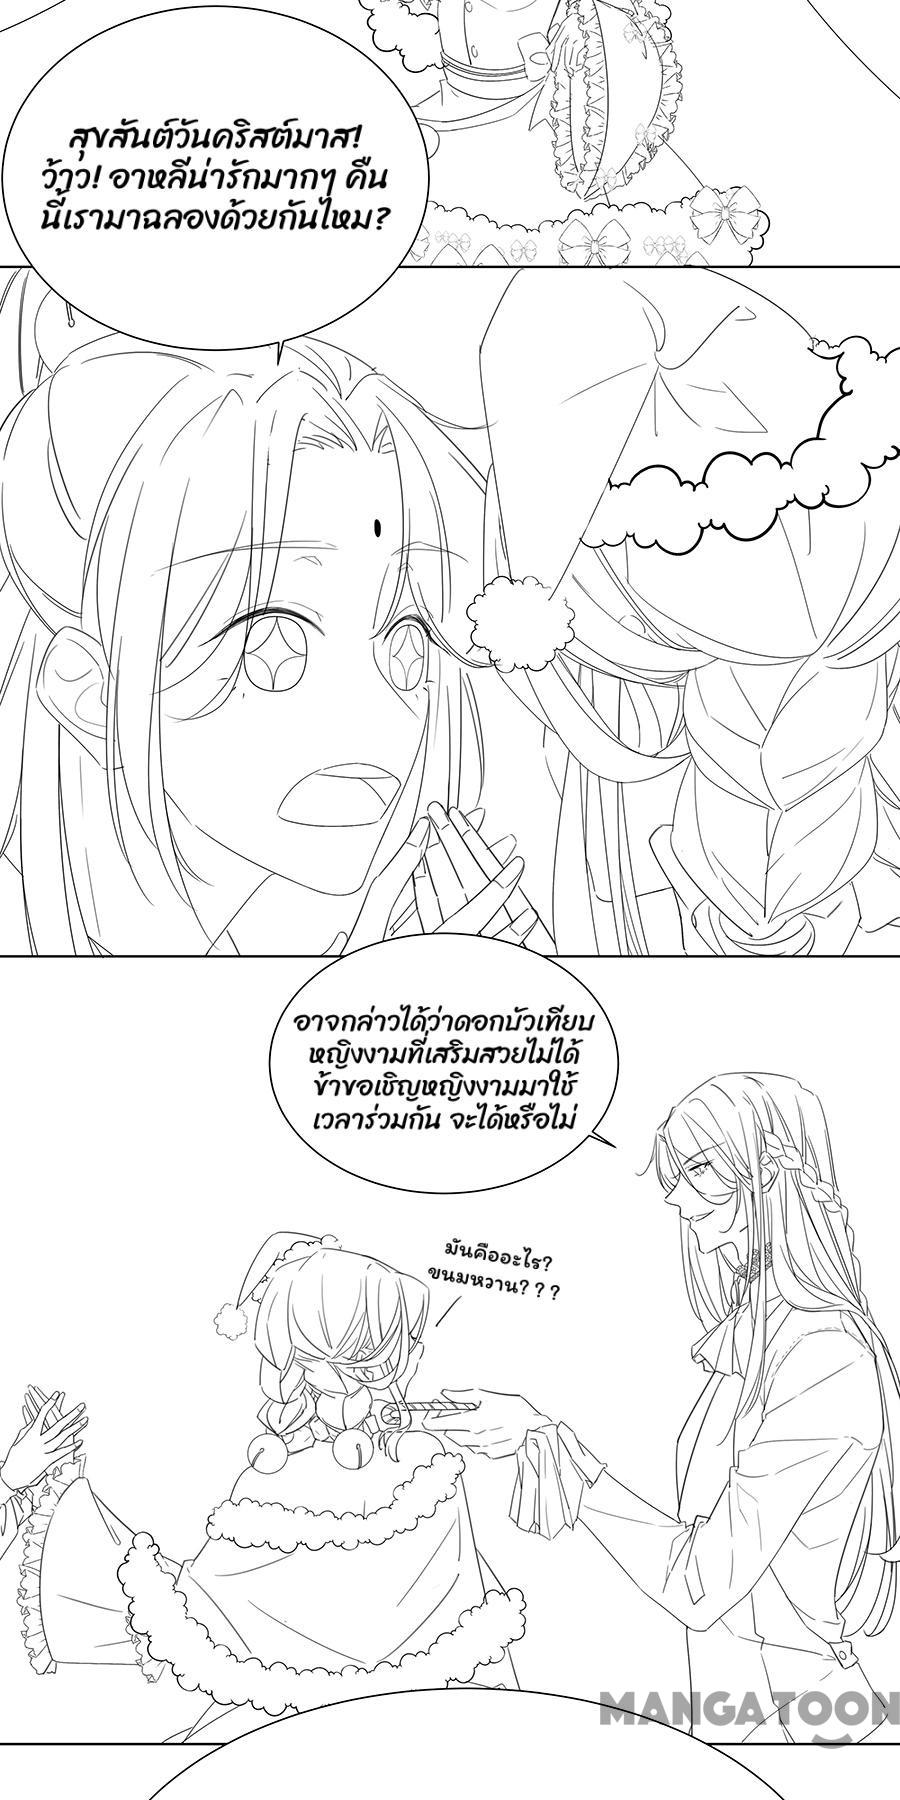 สุขสันต์วันคริสต์มาส!
ว้าว! อาหลีน่ารักมากๆ คืน
นี้เรามาฉลองด้วยกันไหม?
อาจกล่าวได้ว่าดอกบัวเทียบ
หญิงงามที่เสริมสวยไม่ได้
ข้าขอเชิญหญิงงามมาใช้
เวลาร่วมกัน จะได้หรือไม่
มันคืออะไร?
ขนมหวาน???
MANGATOON